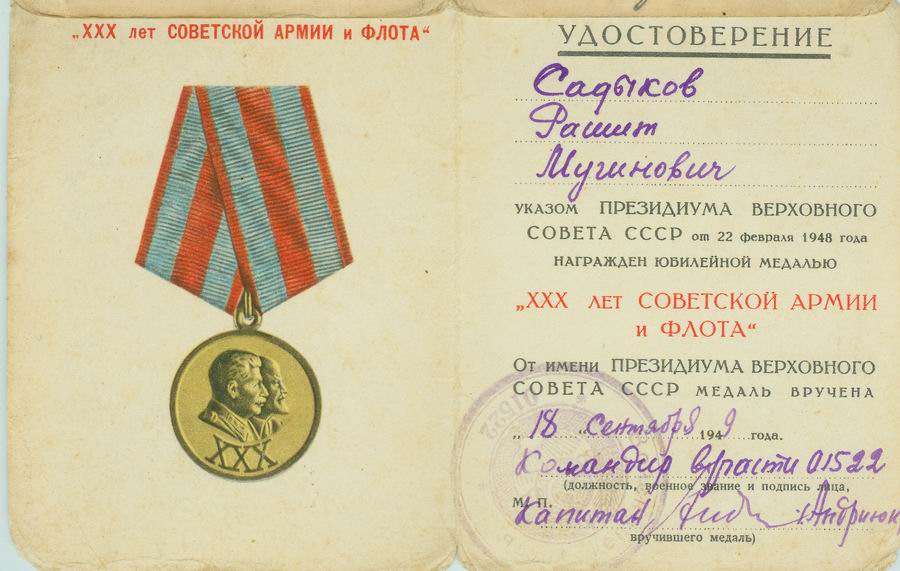 „XXX лет СОВЕТСКОЙ АРМИИ и ФЛОТА“
XXX
УДОСТОВЕРЕНИЕ
Садыков
Рашит
Мугинович
УКАЗОМ ПРЕЗИДИУМА ВЕРХОВНОГО
СОВЕТА СССР от 22 февраля 1948 года
НАГРАЖДЕН ЮБИЛЕЙНОЙ МЕДАЛЬЮ
„XXX ЛЕТ СОВЕТСКОЙ АРМИИ
и ФЛОТА“
От имени ПРЕЗИДИУМА ВЕРХОВНОГО
СОВЕТА СССР МЕДАЛЬ ВРУЧЕНА
„18 “ сентября 1949 года.
Командир в/части 01522
(должность, военное звание и подпись лица,
М. П.
Капитан Андриюк
вручившего медаль)